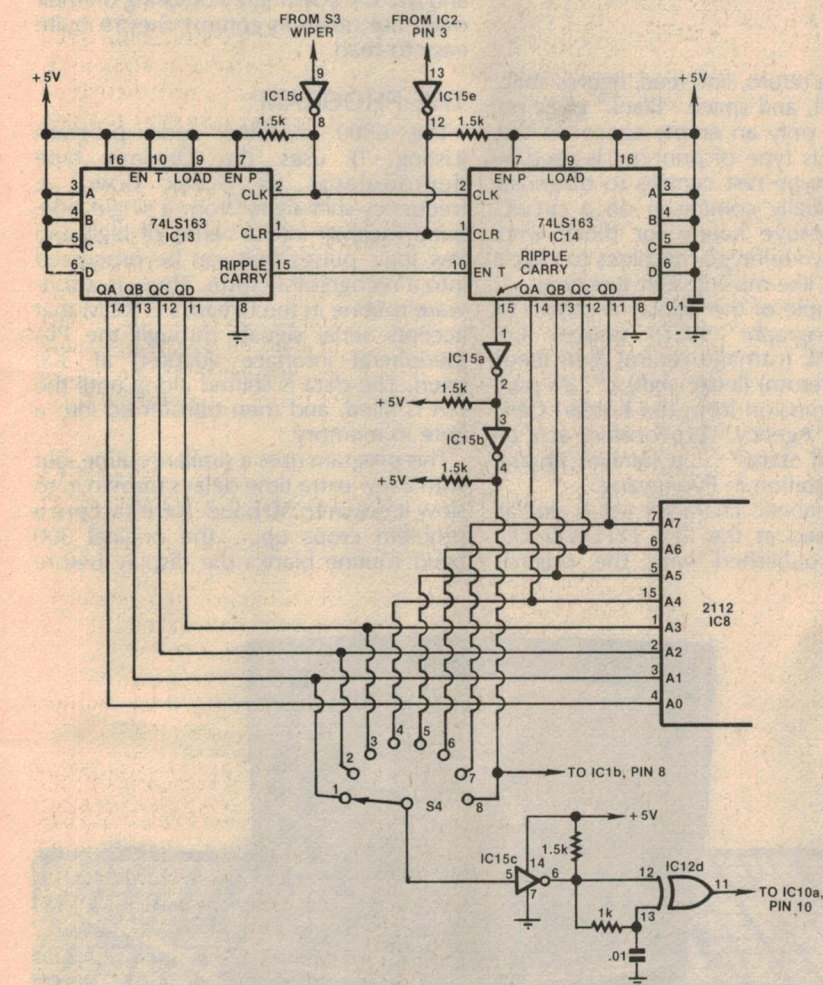 FROM S3 WIPER
FROM IC2, PIN 3
+5V
9
IC15d
8
1.5k
13
IC15e
12
1.5k
+5V
16
10
9
7
EN T LOAD EN P
3
4
5
6
A
B
C
D
74LS163
IC13
CLK
2
CLR
1
RIPPLE
CARRY
15
QA QB QC QD
14
13
12
11
8
7
9
16
EN P LOAD
2
CLK
CLR
10
EN T
74LS163
IC14
RIPPLE
CARRY
QA QB QC QD
A
B
C
D
3
4
5
6
0.1
15
14
13
12
11
8
IC15a
2
1.5k
+5V
3
IC15b
4
1.5k
+5V
7 A7
6 A6
5 A5
15 A4
1 A3
2 A2
3 A1
4 A0
2112
IC8
1
2
3
4
5
6
7
8
S4
TO IC1b, PIN 8
+5V
1.5k
IC15c
5
14
6
7
1k
.01
12
13
IC12d
11
TO IC10a,
PIN 10